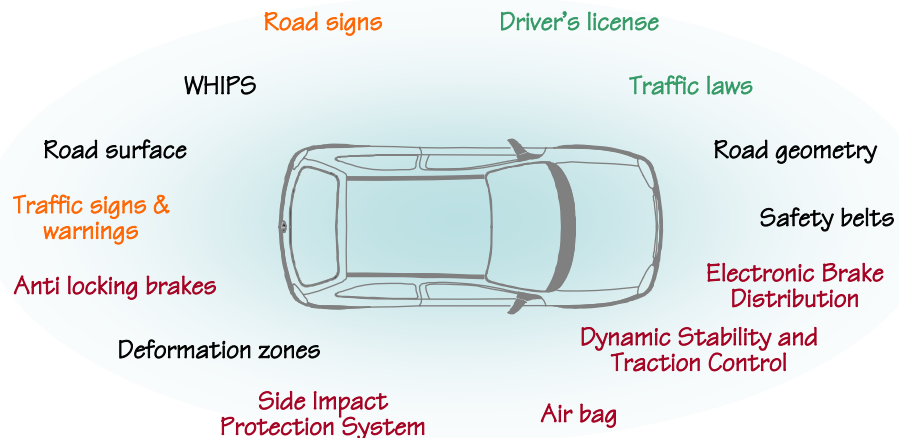 Road signs
Driver's license
WHIPS
Traffic laws
Road surface
Road geometry
Traffic signs &
warnings
Safety belts
Anti locking brakes
Electronic Brake
Distribution
Deformation zones
Dynamic Stability and
Traction Control
Side Impact
Protection System
Air bag